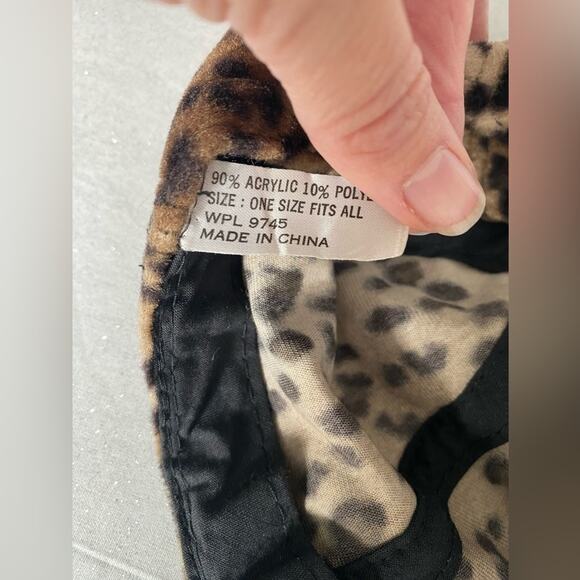 90% ACRYLIC 10% POLYE
SIZE : ONE SIZE FITS ALL
WPL 9745
MADE IN CHINA